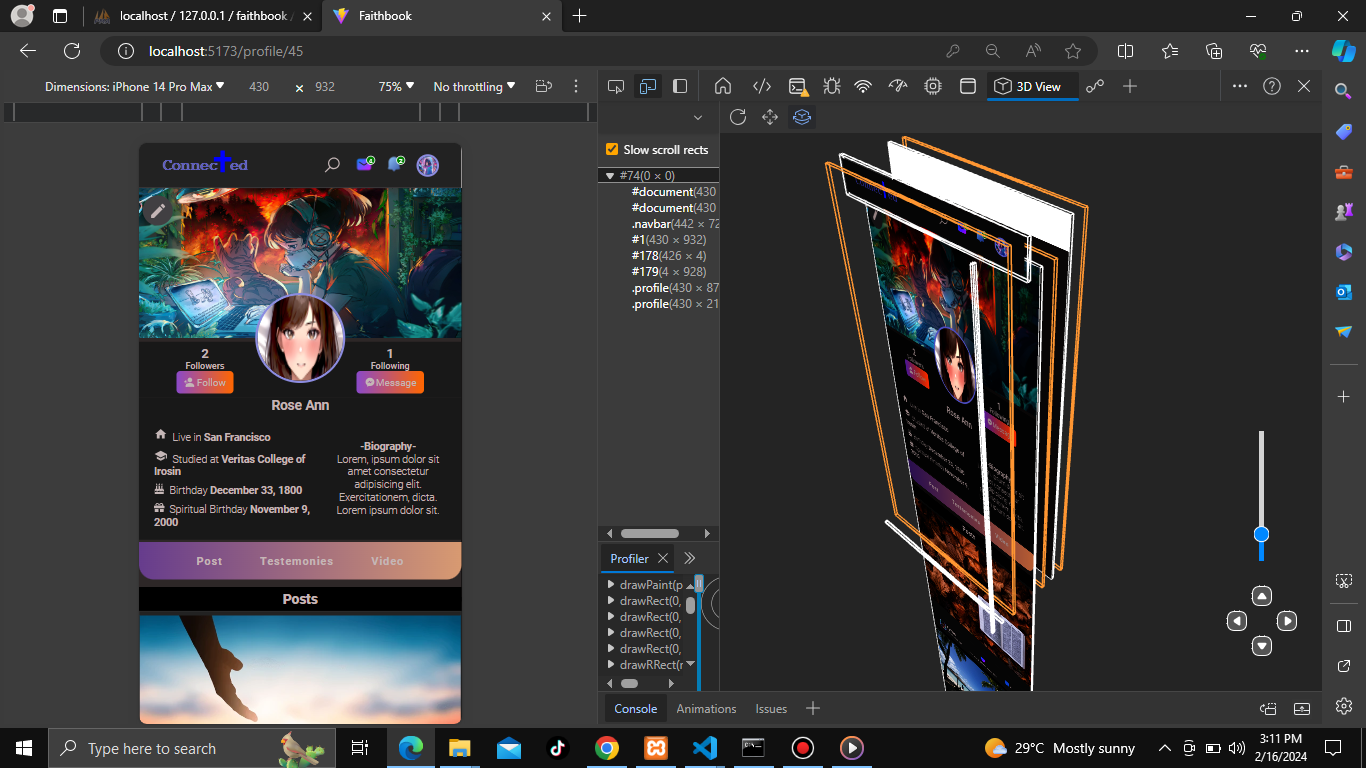 localhost / 127.0.0.1 / faithbook /
Faithbook
localhost:5173/profile/45
Dimensions: iPhone 14 Pro Max
430
×
932
75%
No throttling
3D View
Slow scroll rects
#74(0 × 0)
#document(430
#document(430
.navbar(442 × 72
#1(430 × 932)
#178(426 × 4)
#179(4 × 928)
.profile(430 × 87
.profile(430 × 21
Profiler
drawPaint(p
drawRect(0,
drawRect(0,
drawRect(0,
drawRect(0,
drawRRect(r
Connected
4
2
2
Followers
1
Following
Follow
Message
Rose Ann
Live in San Francisco
Studied at Veritas College of
Irosin
Birthday December 33, 1800
Spiritual Birthday November 9,
2000
-Biography-
Lorem, ipsum dolor sit
amet consectetur
adipisicing elit.
Exercitationem, dicta.
Lorem ipsum dolor sit.
Post
Testemonies
Video
Posts
Rose Ann
Post
Testemonies
Video
Posts
Console
Animations
Issues
Type here to search
29°C Mostly sunny
3:11 PM
2/16/2024